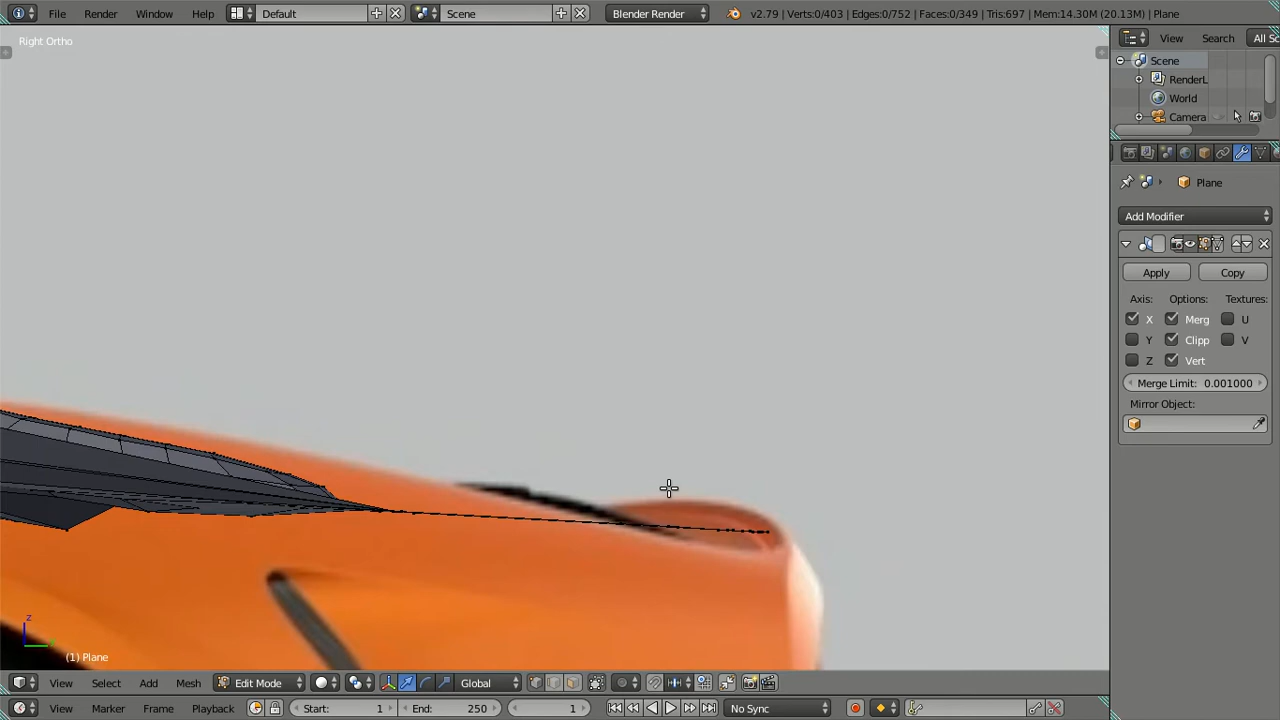 File Render Window Help Default Scene Blender Render v2.79 | Verts:0/403 | Edges:0/752 | Faces:0/349 | Tris:697 | Mem:14.30M (20.13M) | Plane
Right Ortho
View Search All Sc
Scene
RenderL
World
Camera
Plane
Add Modifier
Apply Copy
Axis: Options: Textures:
X Merg U
Y Clipp V
Z Vert
Merge Limit: 0.001000
Mirror Object:
z
(1) Plane
View Select Add Mesh Edit Mode Global
View Marker Frame Playback Start: 1 End: 250 1 No Sync